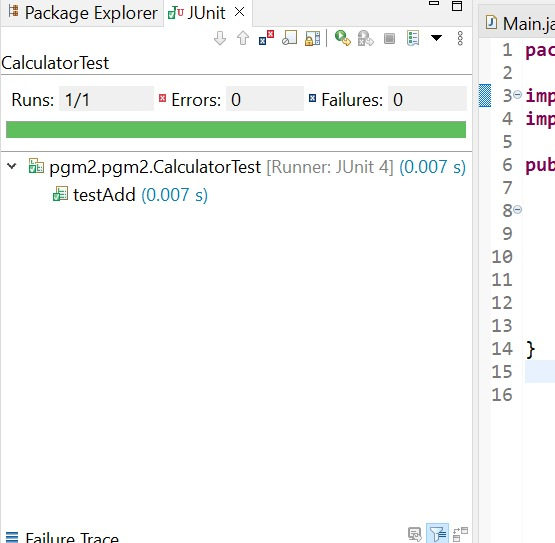 Package Explorer JUnit
CalculatorTest
Runs: 1/1 Errors: 0 Failures: 0
pgm2.pgm2.CalculatorTest [Runner: JUnit 4] (0.007 s)
testAdd (0.007 s)
Failure Trace
Main.ja
1 pac
2
3 imp
4 imp
5
6 pub
7
8
9
10
11
12
13
14 }
15
16